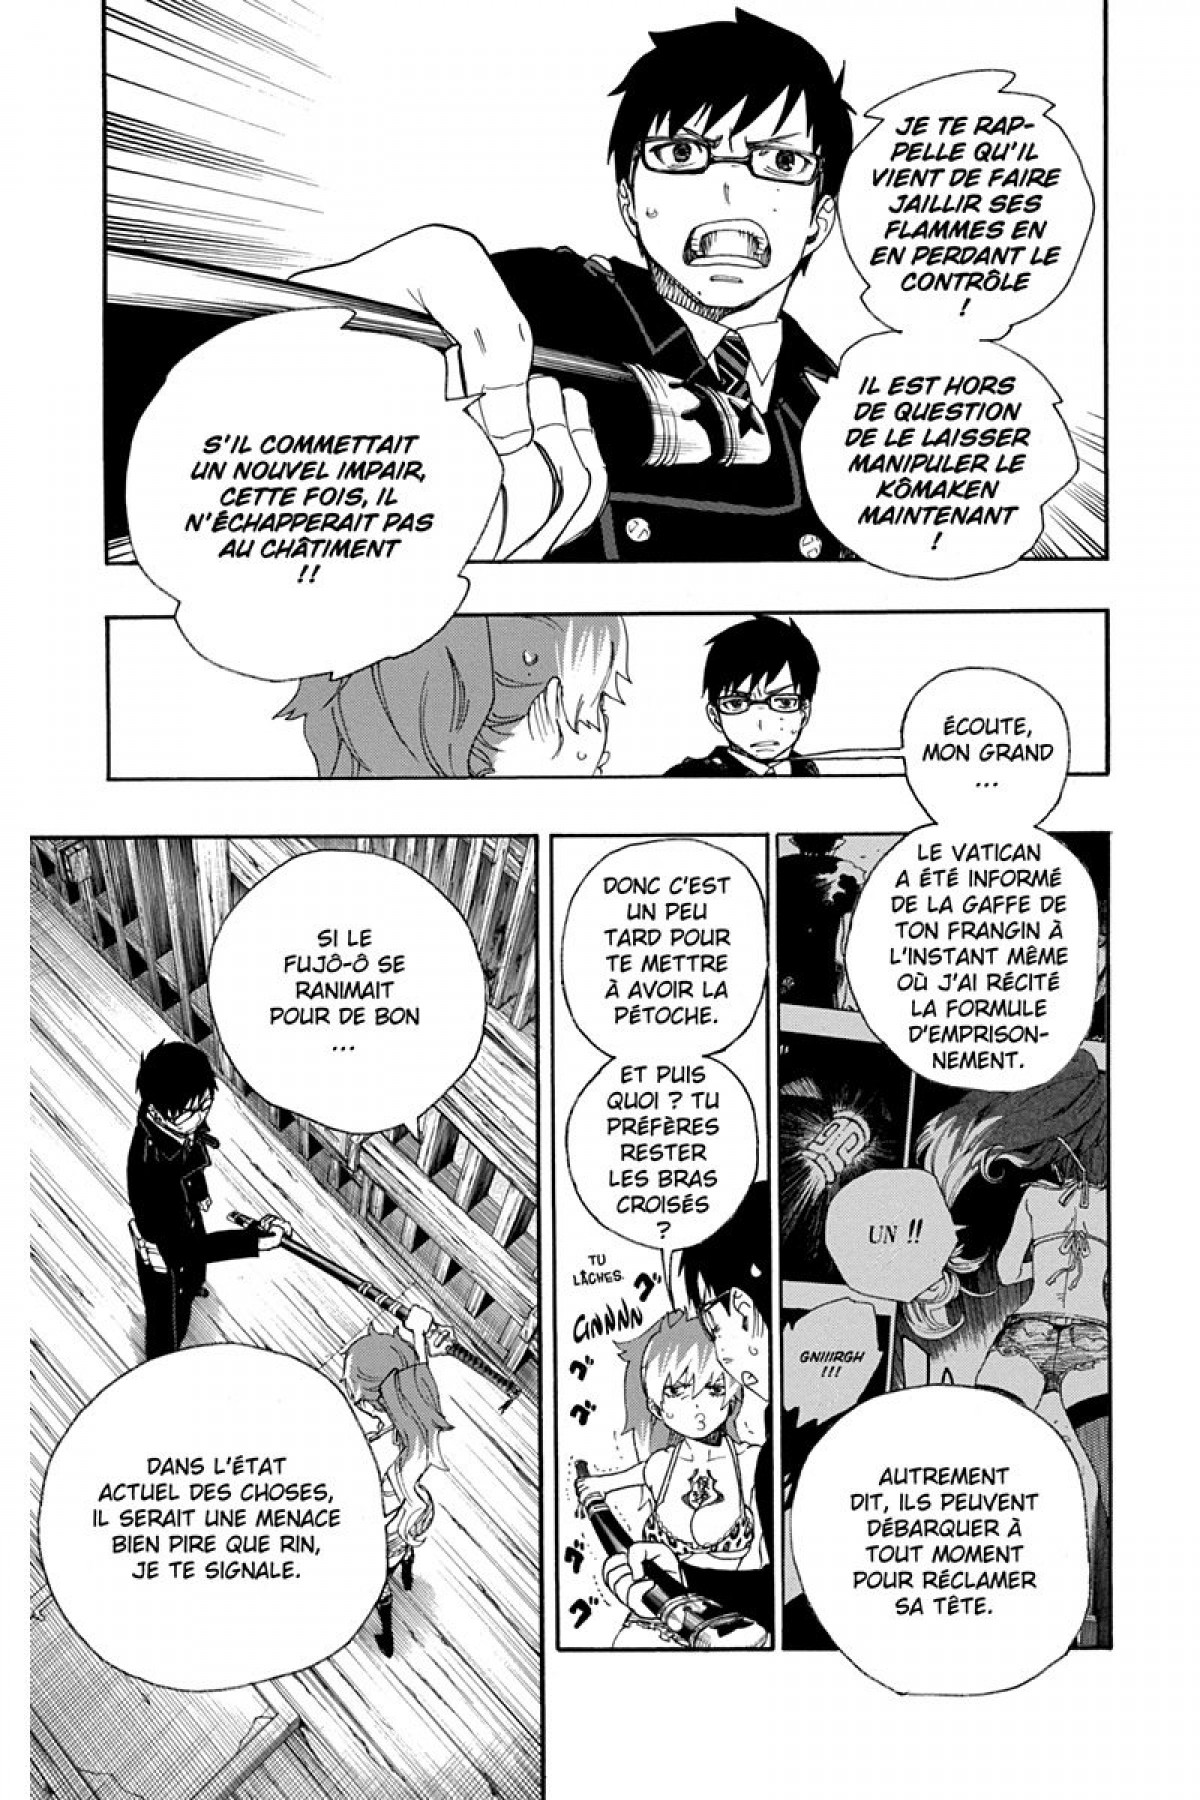 JE TE RAP-
PELLE QU'IL
VIENT DE FAIRE
JAILLIR SES
FLAMMES EN
EN PERDANT LE
CONTRÔLE
!
IL EST HORS
DE QUESTION
DE LE LAISSER
MANIPULER LE
KÔMAKEN
MAINTENANT
!
S'IL COMMETTAIT
UN NOUVEL IMPAIR,
CETTE FOIS, IL
N'ÉCHAPPERAIT PAS
AU CHÂTIMENT
!!
ÉCOUTE,
MON GRAND
...
LE VATICAN
A ÉTÉ INFORMÉ
DE LA GAFFE DE
TON FRANGIN À
L'INSTANT MÊME
OÙ J'AI RÉCITÉ
LA FORMULE
D'EMPRISON-
NEMENT.
UN !!
GNIIIRGH
!!!
AUTREMENT
DIT, ILS PEUVENT
DÉBARQUER À
TOUT MOMENT
POUR RÉCLAMER
SA TÊTE.
DONC C'EST
UN PEU
TARD POUR
TE METTRE
À AVOIR LA
PÉTOCHE.
ET PUIS
QUOI ? TU
PRÉFÈRES
RESTER
LES BRAS
CROISÉS
?
TU
LÂCHES.
GNNNNN
SI LE
FUJÔ-Ô SE
RANIMAIT
POUR DE BON
...
DANS L'ÉTAT
ACTUEL DES CHOSES,
IL SERAIT UNE MENACE
BIEN PIRE QUE RIN,
JE TE SIGNALE.